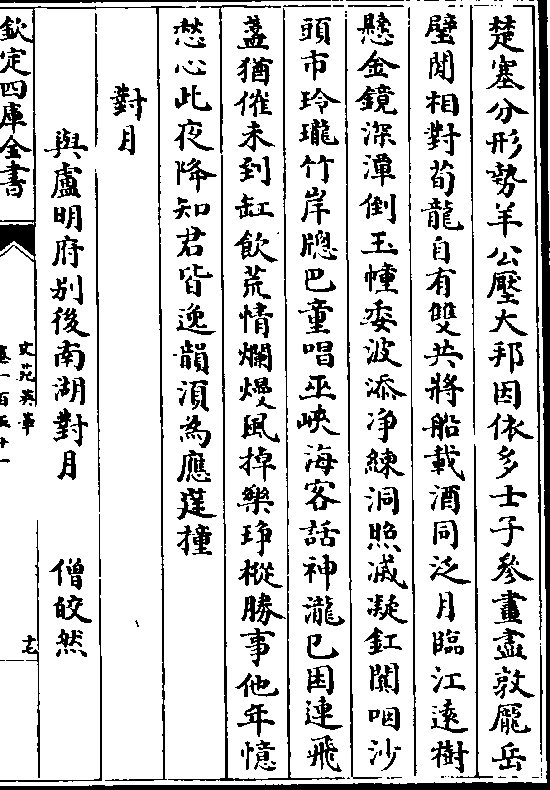 楚塞分形勢羊公壓大邦因依多士子參畫盡敦厖岳
壁閒相對荀龍自有雙共將船載酒同泛月臨江遠樹
懸金鏡深潭倒玉幢委波添淨練洞照滅凝釭闃咽沙
頭市玲瓏竹岸牕巴童唱巫峽海客話神瀧已困連飛
盞猶催未到缸飲荒情爛熳風掉樂琤樅勝事他年憶
愁心此夜降知君皆逸韻須為應莛撞
對月
與盧明府别後南湖對月 僧皎然
欽定四庫全書
文苑英華
卷一百五十一
十七